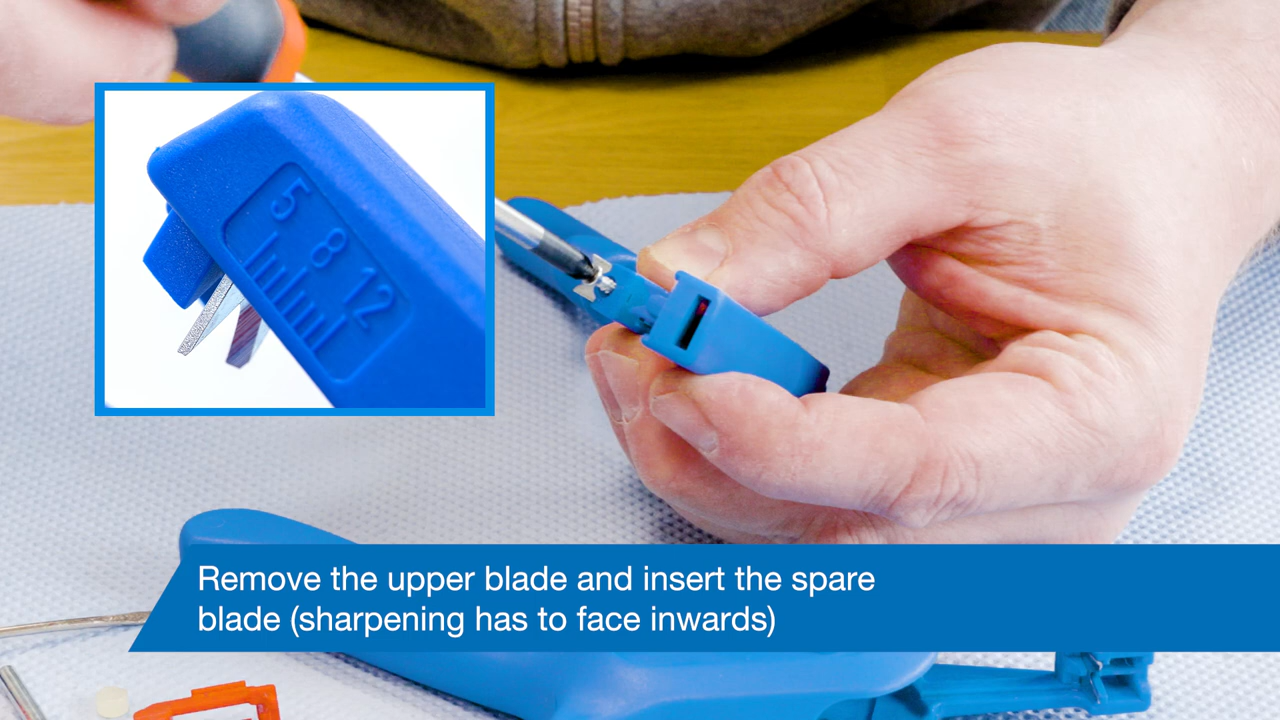 5 8 12
Remove the upper blade and insert the spare
blade (sharpening has to face inwards)